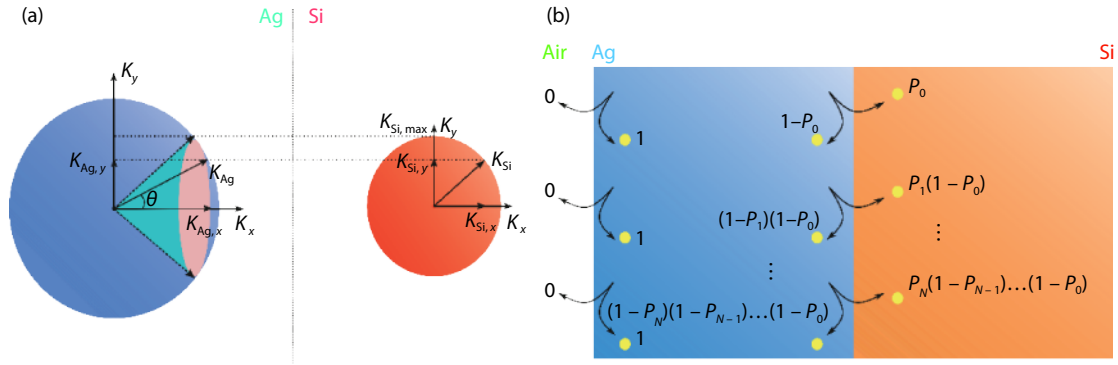 (a)
Ag Si
K_y
K_Si, max
K_y
K_Ag, y
K_Ag
K_Si, y
K_Si
θ
K_Ag, x
K_x
K_Si, x
K_x
(b)
Air Ag Si
0
P_0
1
1–P_0
0
P_1(1–P_0)
(1–P_1)(1–P_0)
1
⋮
⋮
0
P_N(1 – P_{N – 1})…(1 – P_0)
(1 – P_N)(1 – P_{N – 1})…(1 – P_0)
1